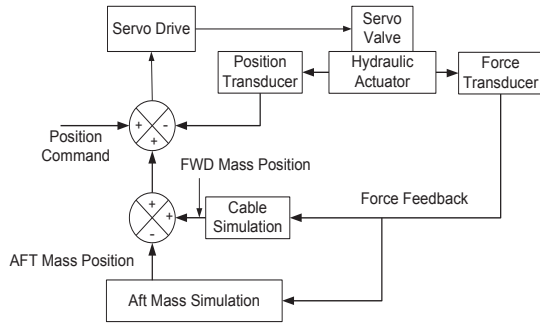 Servo Drive
Servo
Valve
Position
Transducer
Hydraulic
Actuator
Force
Transducer
+
-
+
Position
Command
FWD Mass Position
+
+
-
Cable
Simulation
Force Feedback
AFT Mass Position
Aft Mass Simulation